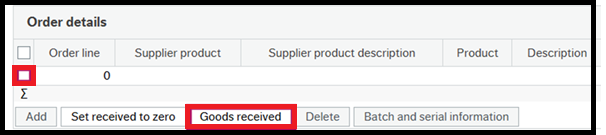 Order details
Order line Supplier product Supplier product description Product Description
0
Σ
Add Set received to zero Goods received Delete Batch and serial information